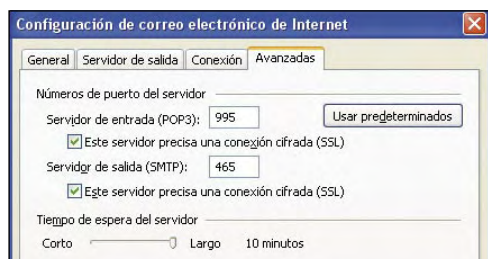 Configuración de correo electrónico de Internet
General Servidor de salida Conexión Avanzadas
Números de puerto del servidor
Servidor de entrada (POP3): 995 Usar predeterminados
Este servidor precisa una conexión cifrada (SSL)
Servidor de salida (SMTP): 465
Este servidor precisa una conexión cifrada (SSL)
Tiempo de espera del servidor
Corto Largo 10 minutos